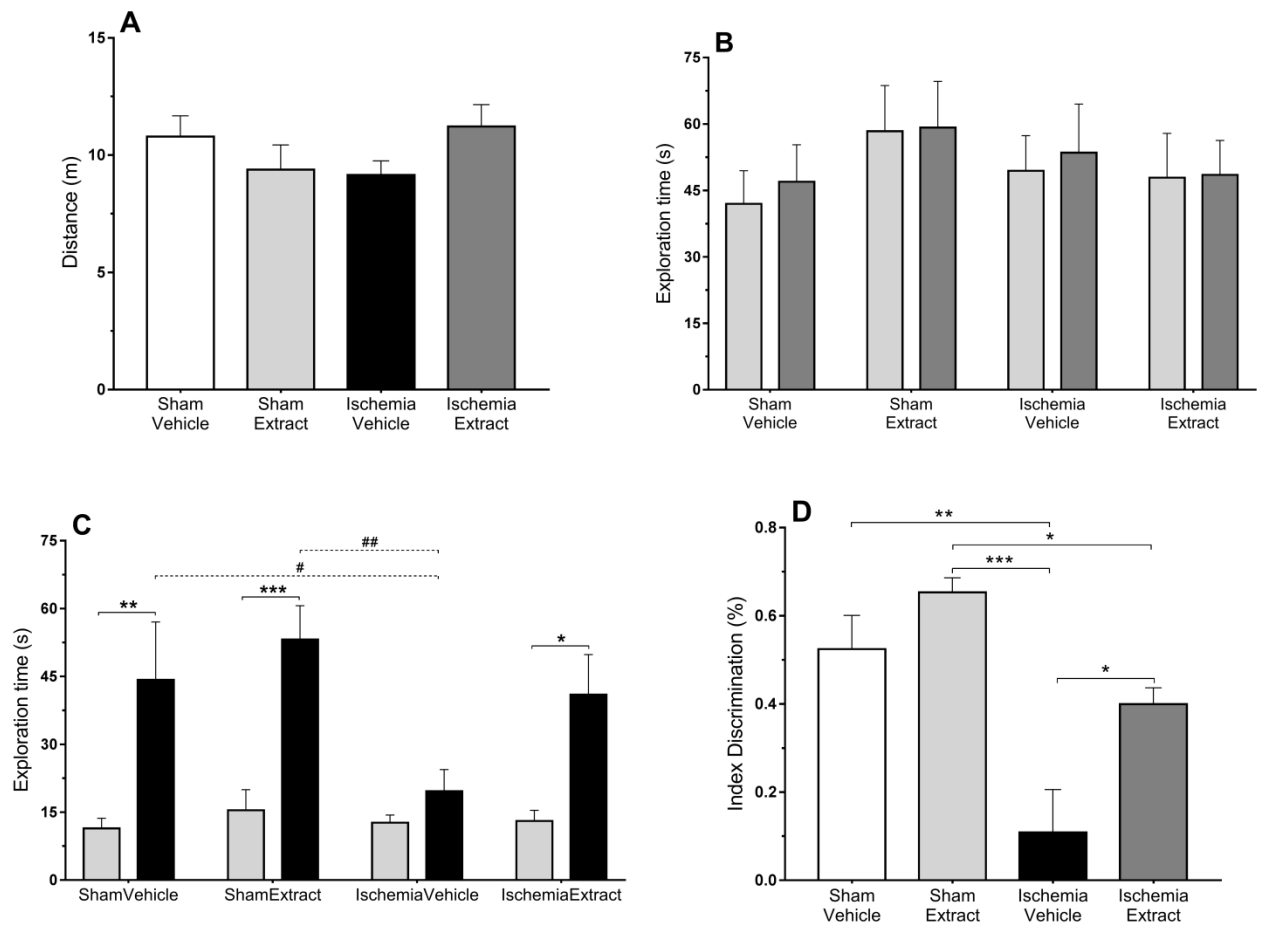 A
Distance (m)
15
10
5
0
Sham Vehicle
Sham Extract
Ischemia Vehicle
Ischemia Extract
B
Exploration time (s)
75
60
45
30
15
0
Sham Vehicle
Sham Extract
Ischemia Vehicle
Ischemia Extract
C
Exploration time (s)
75
60
45
30
15
0
##
#
**
***
*
ShamVehicle
ShamExtract
IschemiaVehicle
IschemiaExtract
D
Index Discrimination (%)
0.8
0.6
0.4
0.2
0.0
**
*
***
*
Sham Vehicle
Sham Extract
Ischemia Vehicle
Ischemia Extract